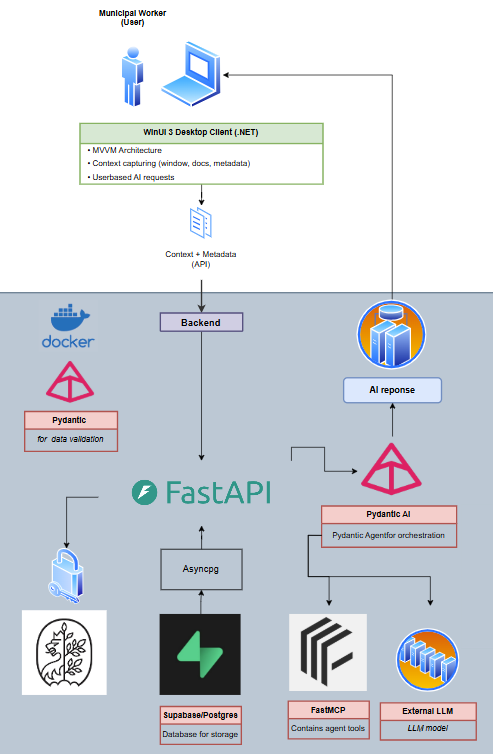 Municipal Worker
(User)
WinUI 3 Desktop Client (.NET)
• MVVM Architecture
• Context capturing (window, docs, metadata)
• Userbased AI requests
Context + Metadata
(API)
Backend
docker
Pydantic
for data validation
AI reponse
FastAPI
Pydantic AI
Pydantic Agentfor orchestration
Asyncpg
Supabase/Postgres
Database for storage
FastMCP
Contains agent tools
External LLM
LLM model